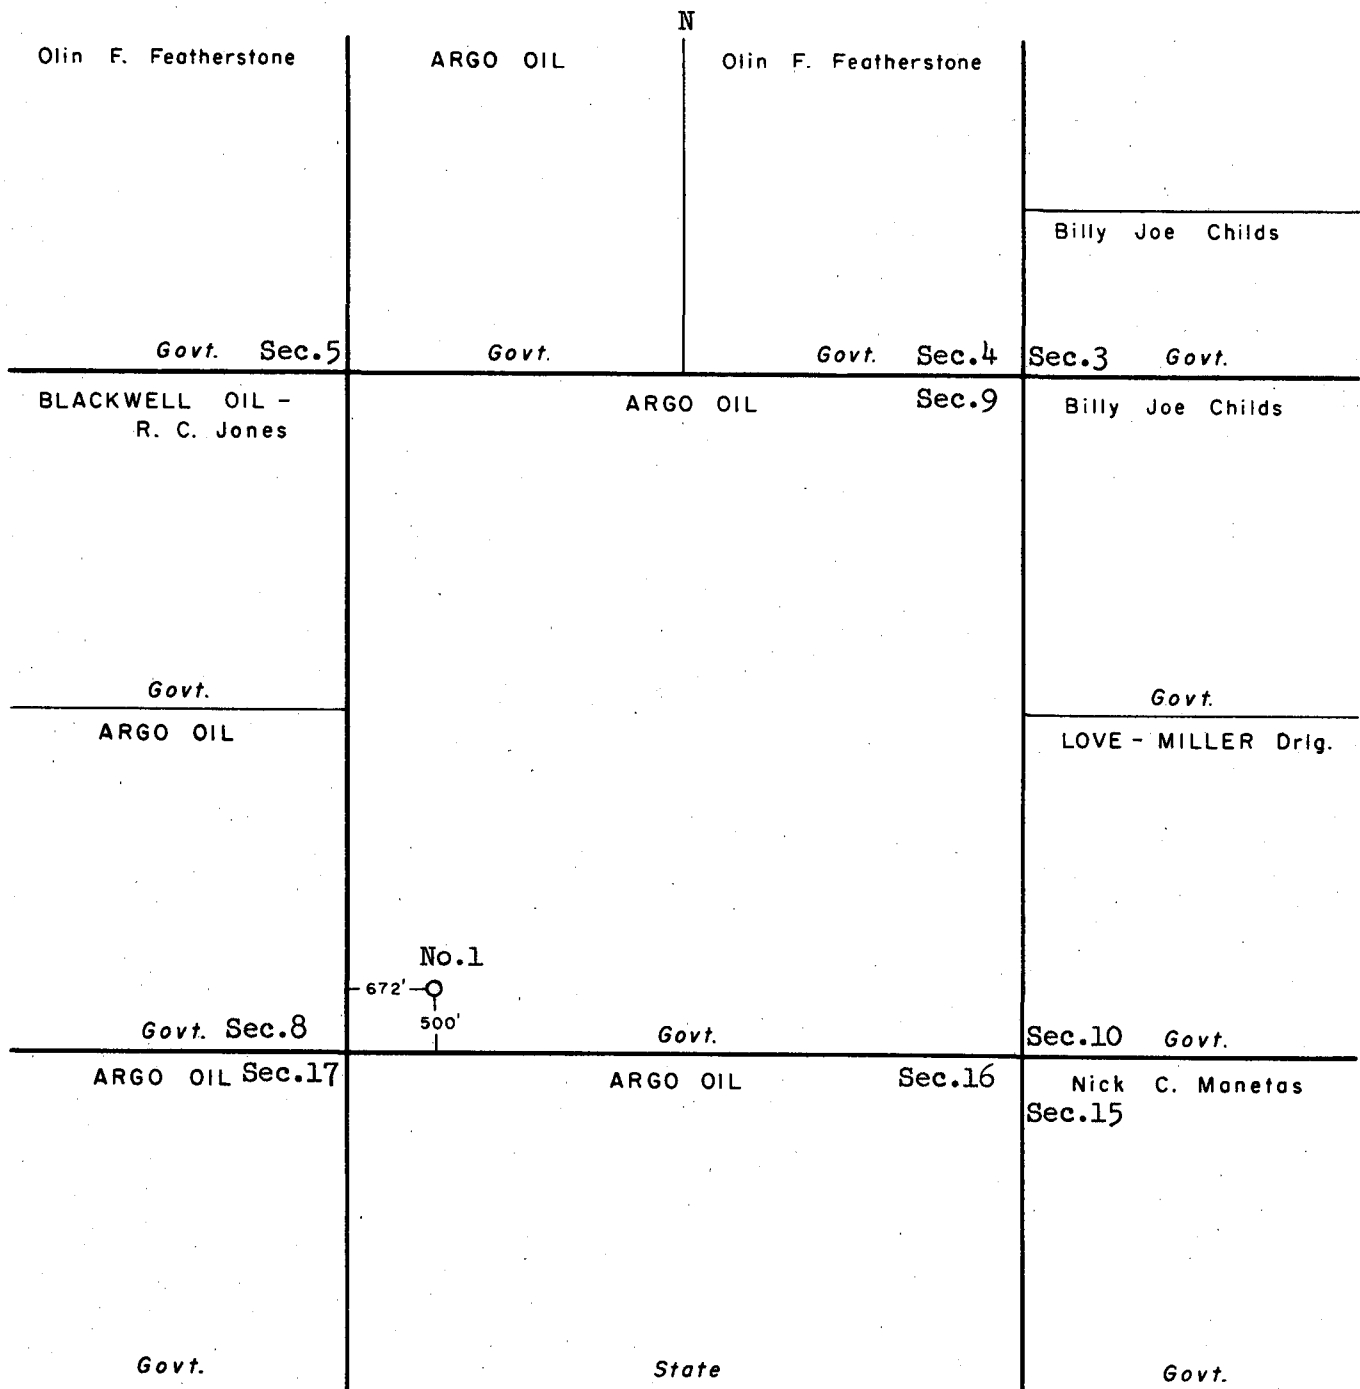 N
Olin F. Featherstone
ARGO OIL
Olin F. Featherstone
Billy Joe Childs
Govt. Sec.5
Govt.
Govt. Sec.4
Sec.3 Govt.
BLACKWELL OIL -
R. C. Jones
ARGO OIL
Sec.9
Billy Joe Childs
Govt.
Govt.
ARGO OIL
LOVE - MILLER Drlg.
No.1
672'
500'
Govt. Sec.8
Govt.
Sec.10 Govt.
ARGO OIL Sec.17
ARGO OIL
Sec.16
Nick C. Manetas
Sec.15
Govt.
State
Govt.